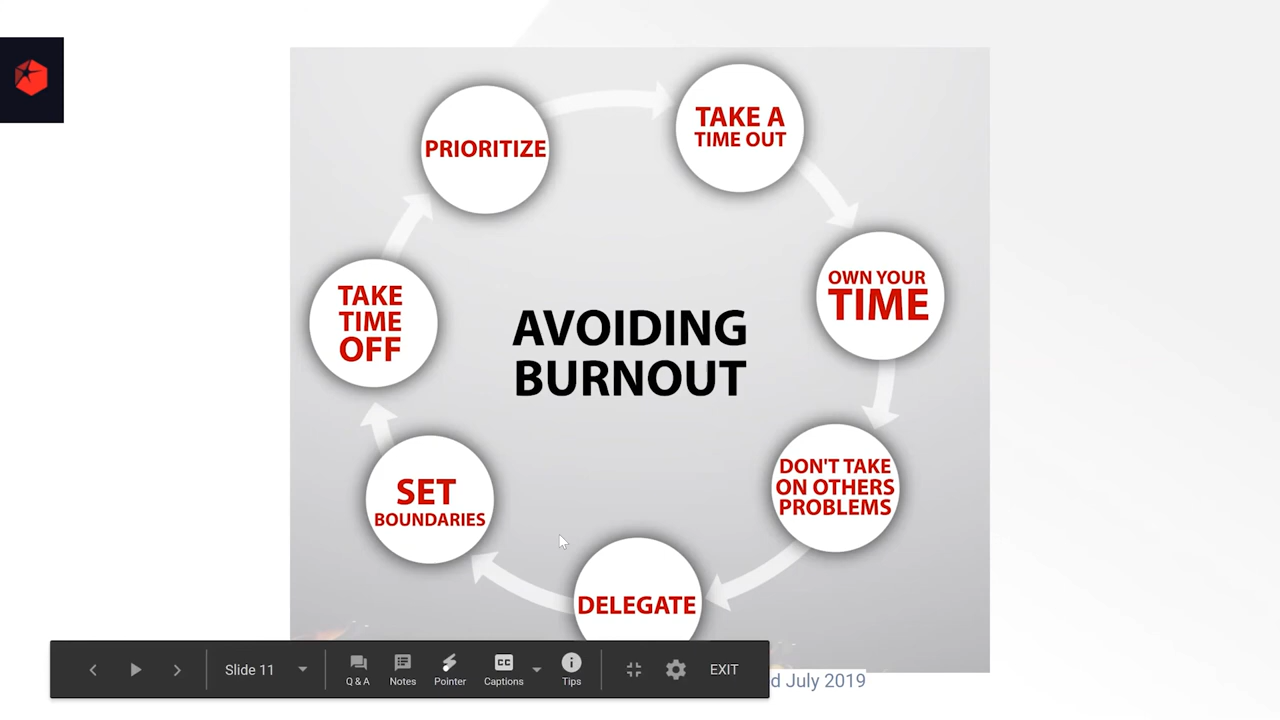 PRIORITIZE
TAKE A
TIME OUT
OWN YOUR
TIME
DON'T TAKE
ON OTHERS
PROBLEMS
DELEGATE
SET
BOUNDARIES
TAKE
TIME
OFF
AVOIDING
BURNOUT
Slide 11
Q & A
Notes
Pointer
CC
Captions
Tips
EXIT
July 2019